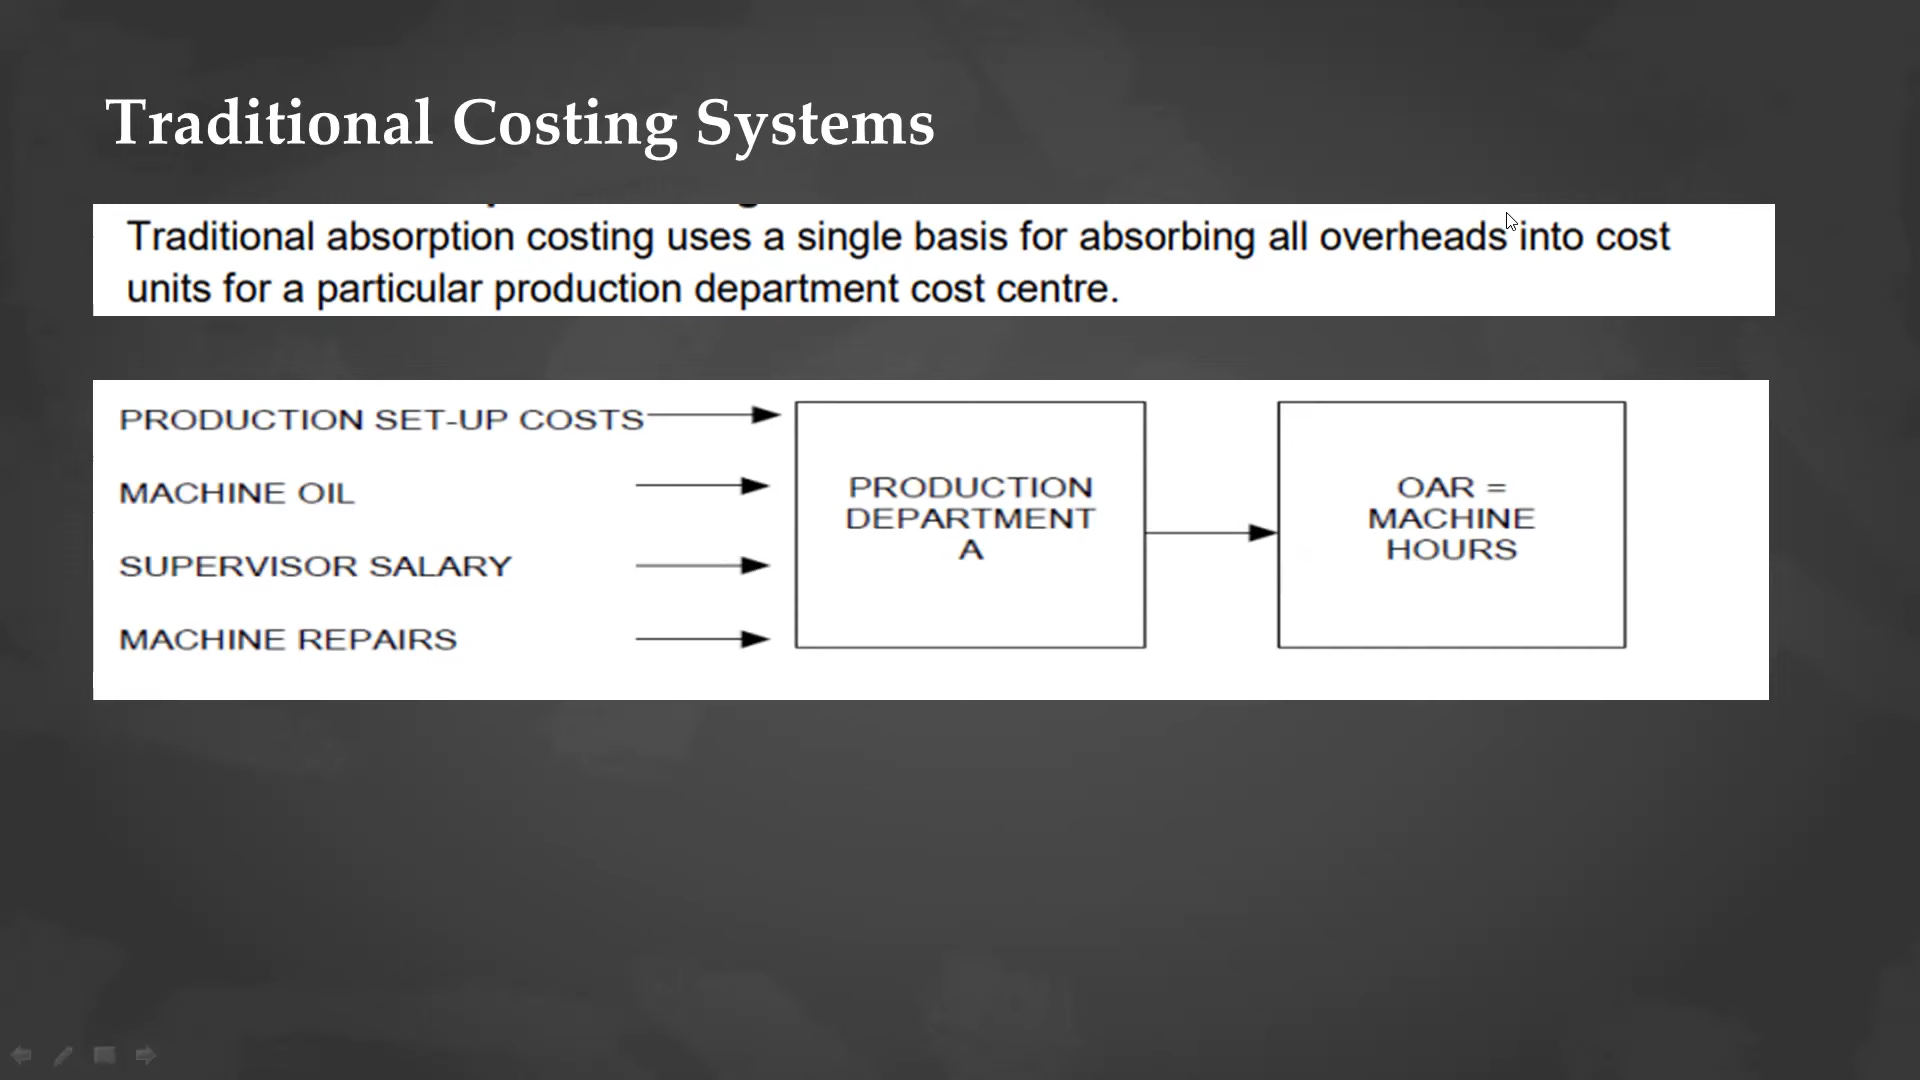 Traditional Costing Systems
Traditional absorption costing uses a single basis for absorbing all overheads into cost
units for a particular production department cost centre.
PRODUCTION SET-UP COSTS
MACHINE OIL
SUPERVISOR SALARY
MACHINE REPAIRS
PRODUCTION
DEPARTMENT
A
OAR =
MACHINE
HOURS